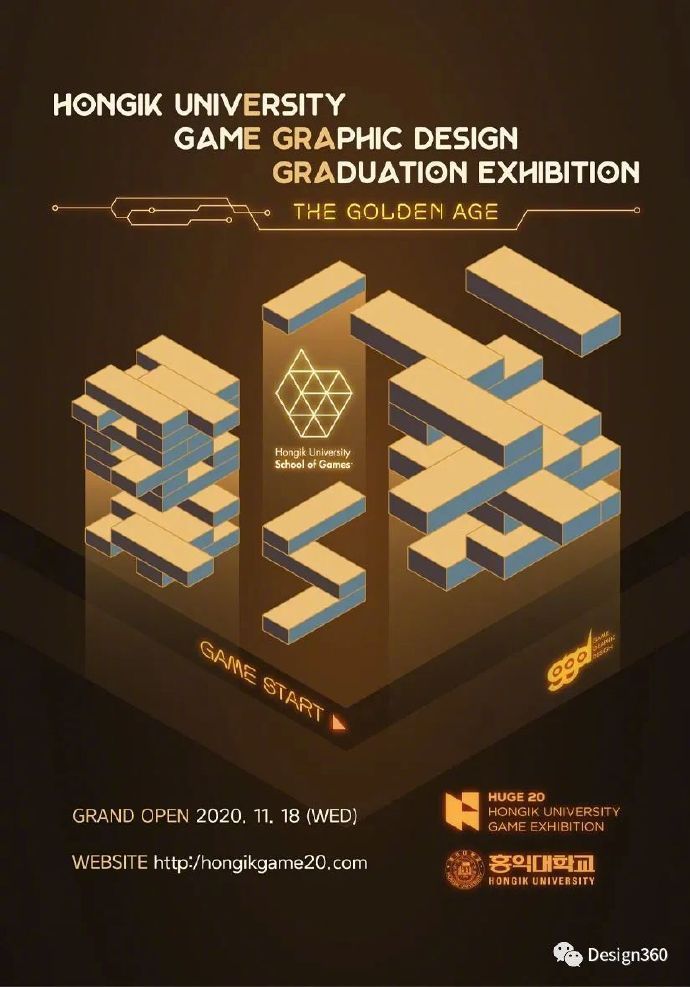 HONGIK UNIVERSITY
GAME GRAPHIC DESIGN
GRADUATION EXHIBITION
THE GOLDEN AGE
Hongik University
School of Games
GAME START
ggd
GAME
GRAPHIC
DESIGN
GRAND OPEN 2020. 11. 18 (WED)
WEBSITE http:/hongikgame20.com
HUGE 20
HONGIK UNIVERSITY
GAME EXHIBITION
홍익대학교
HONGIK UNIVERSITY
Design360